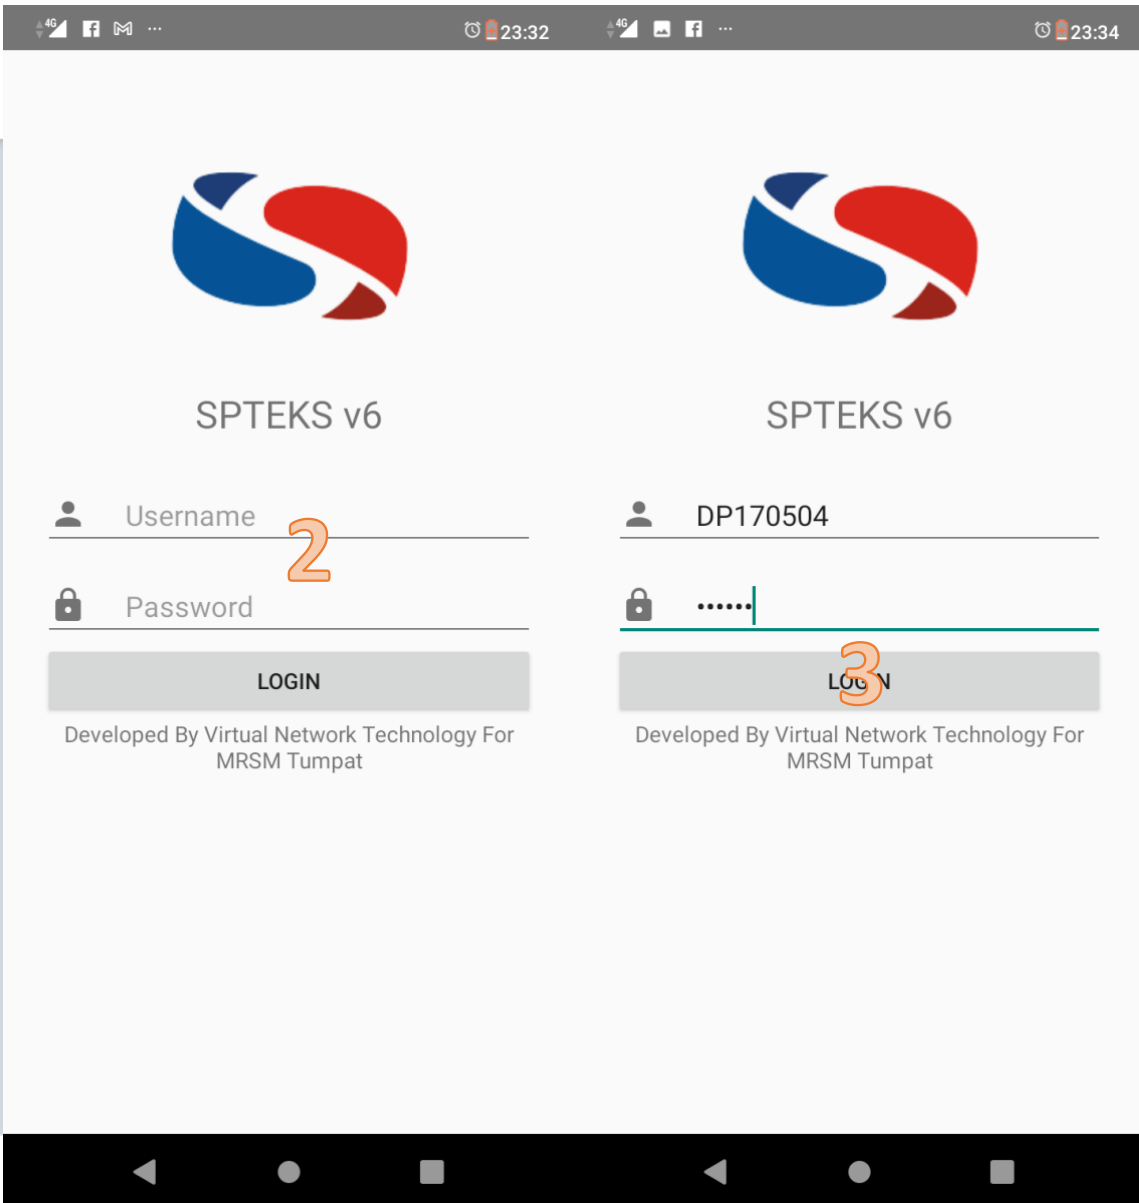 4G 23:32
SPTEKS v6
Username
2
Password
LOGIN
Developed By Virtual Network Technology For
MRSM Tumpat
4G 23:34
SPTEKS v6
DP170504
••••••
LOGIN
3
Developed By Virtual Network Technology For
MRSM Tumpat